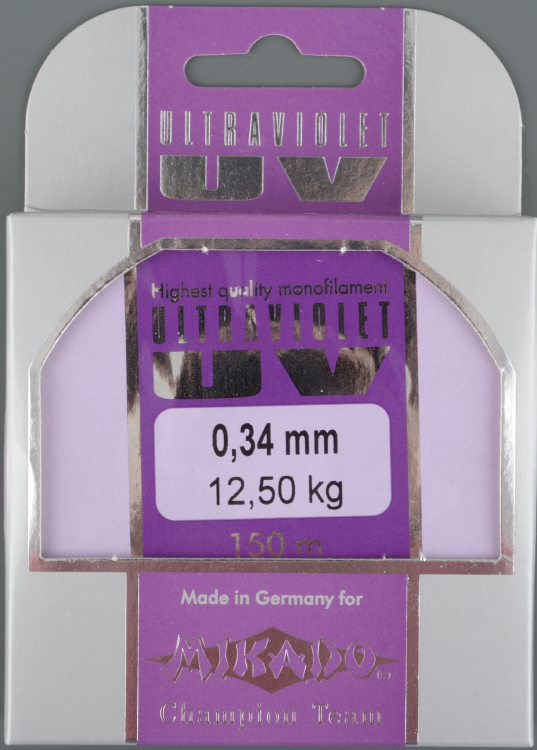 ULTRAVIOLET
UV
Highest quality monofilament
ULTRAVIOLET
UV
0,34 mm
12,50 kg
150 m
Made in Germany for
MIKADO
Champion Team